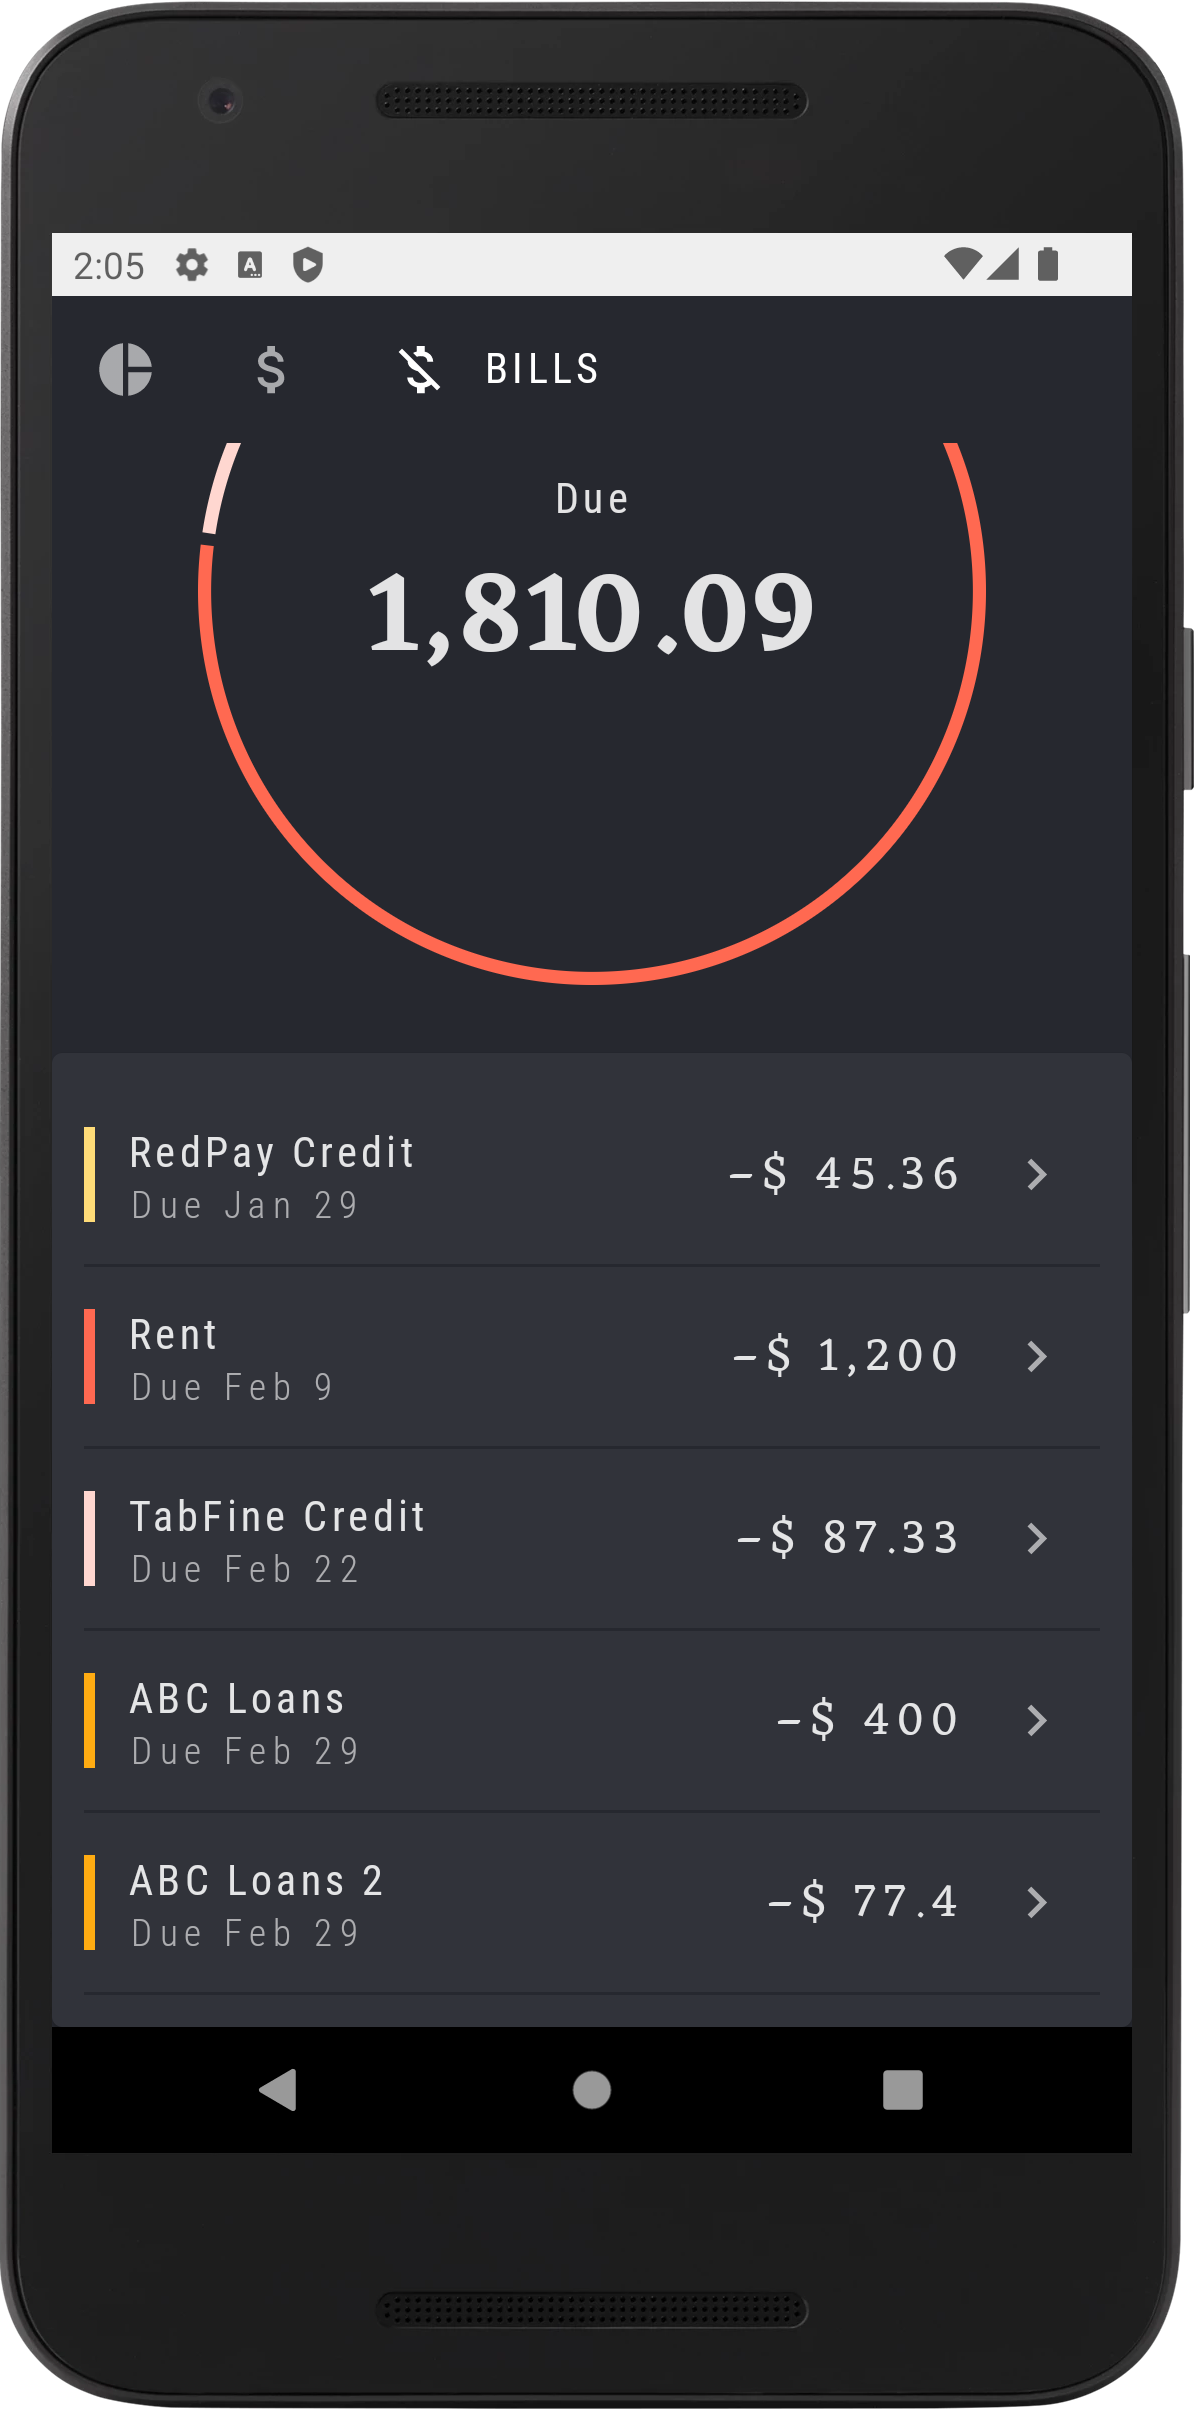 2:05
BILLS
Due
1,810.09
RedPay Credit
Due Jan 29
-$ 45.36
Rent
Due Feb 9
-$ 1,200
TabFine Credit
Due Feb 22
-$ 87.33
ABC Loans
Due Feb 29
-$ 400
ABC Loans 2
Due Feb 29
-$ 77.4